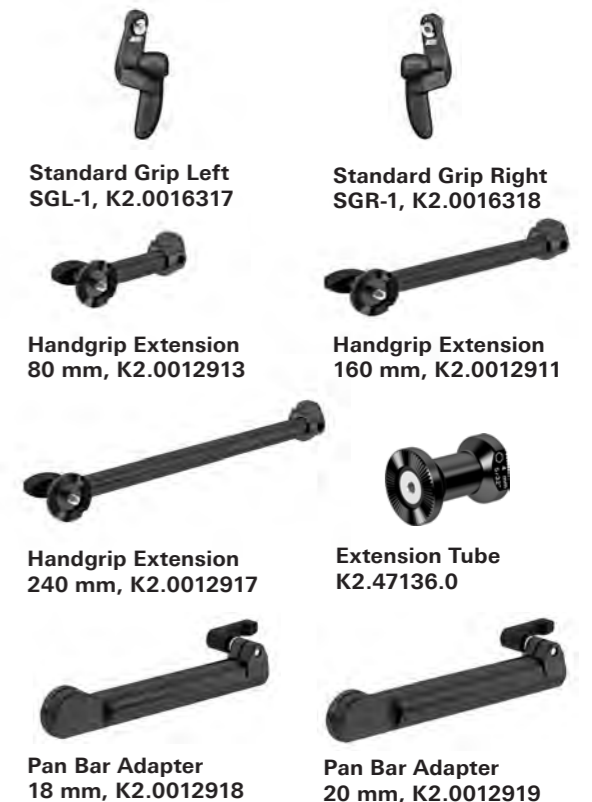 Standard Grip Left
SGL-1, K2.0016317
Standard Grip Right
SGR-1, K2.0016318
Handgrip Extension
80 mm, K2.0012913
Handgrip Extension
160 mm, K2.0012911
Handgrip Extension
240 mm, K2.0012917
Extension Tube
K2.47136.0
Pan Bar Adapter
18 mm, K2.0012918
Pan Bar Adapter
20 mm, K2.0012919